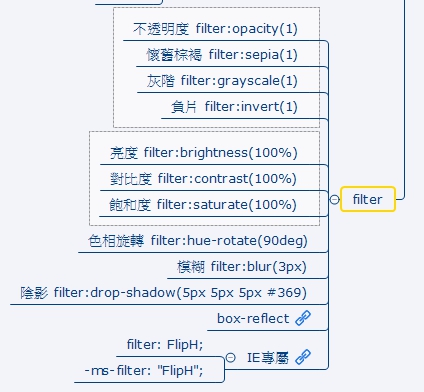 不透明度 filter:opacity(1)
懷舊棕褐 filter:sepia(1)
灰階 filter:grayscale(1)
負片 filter:invert(1)
亮度 filter:brightness(100%)
對比度 filter:contrast(100%)
飽和度 filter:saturate(100%)
filter
色相旋轉 filter:hue-rotate(90deg)
模糊 filter:blur(3px)
陰影 filter:drop-shadow(5px 5px 5px #369)
box-reflect
filter: FlipH;
IE專屬
-ms-filter: "FlipH";